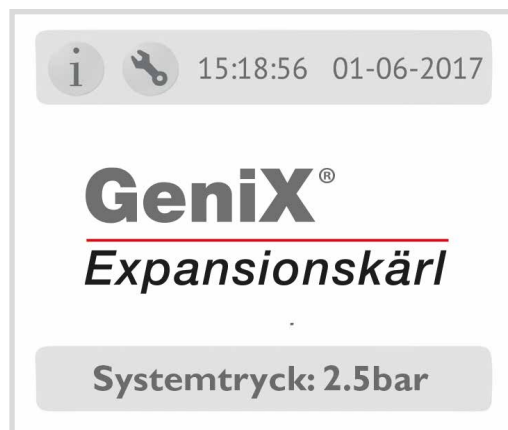 i 15:18:56 01-06-2017
GeniX®
Expansionskärl
Systemtryck: 2.5bar